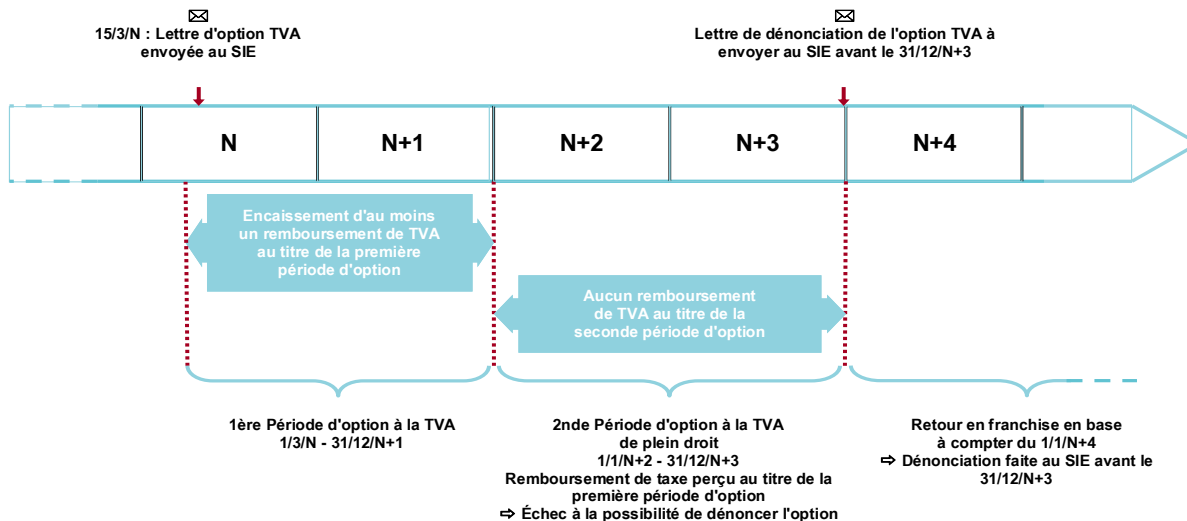 15/3/N : Lettre d'option TVA
envoyée au SIE
Lettre de dénonciation de l'option TVA à
envoyer au SIE avant le 31/12/N+3
N
N+1
N+2
N+3
N+4
Encaissement d'au moins
un remboursement de TVA
au titre de la première
période d'option
Aucun remboursement
de TVA au titre de la
seconde période d'option
1ère Période d'option à la TVA
1/3/N - 31/12/N+1
2nde Période d'option à la TVA
de plein droit
1/1/N+2 - 31/12/N+3
Remboursement de taxe perçu au titre de la
première période d'option
⇨ Échec à la possibilité de dénoncer l'option
Retour en franchise en base
à compter du 1/1/N+4
⇨ Dénonciation faite au SIE avant le
31/12/N+3